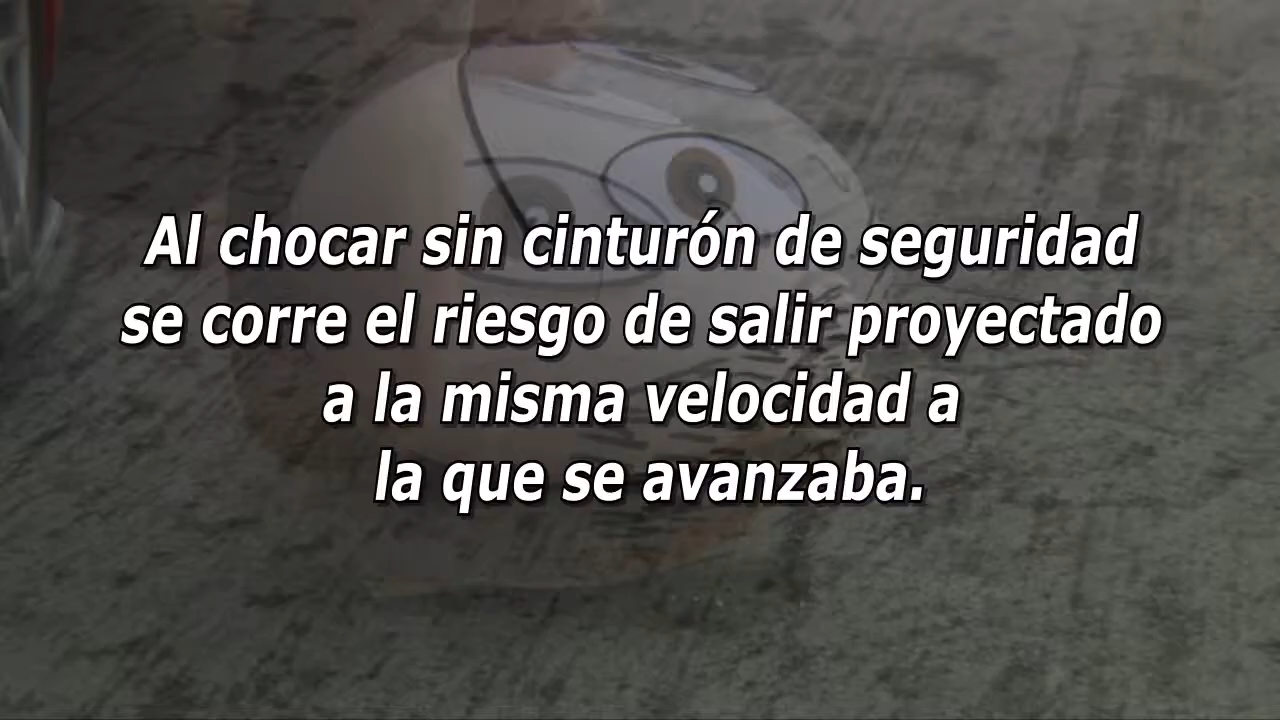 Al chocar sin cinturón de seguridad
se corre el riesgo de salir proyectado
a la misma velocidad a
la que se avanzaba.